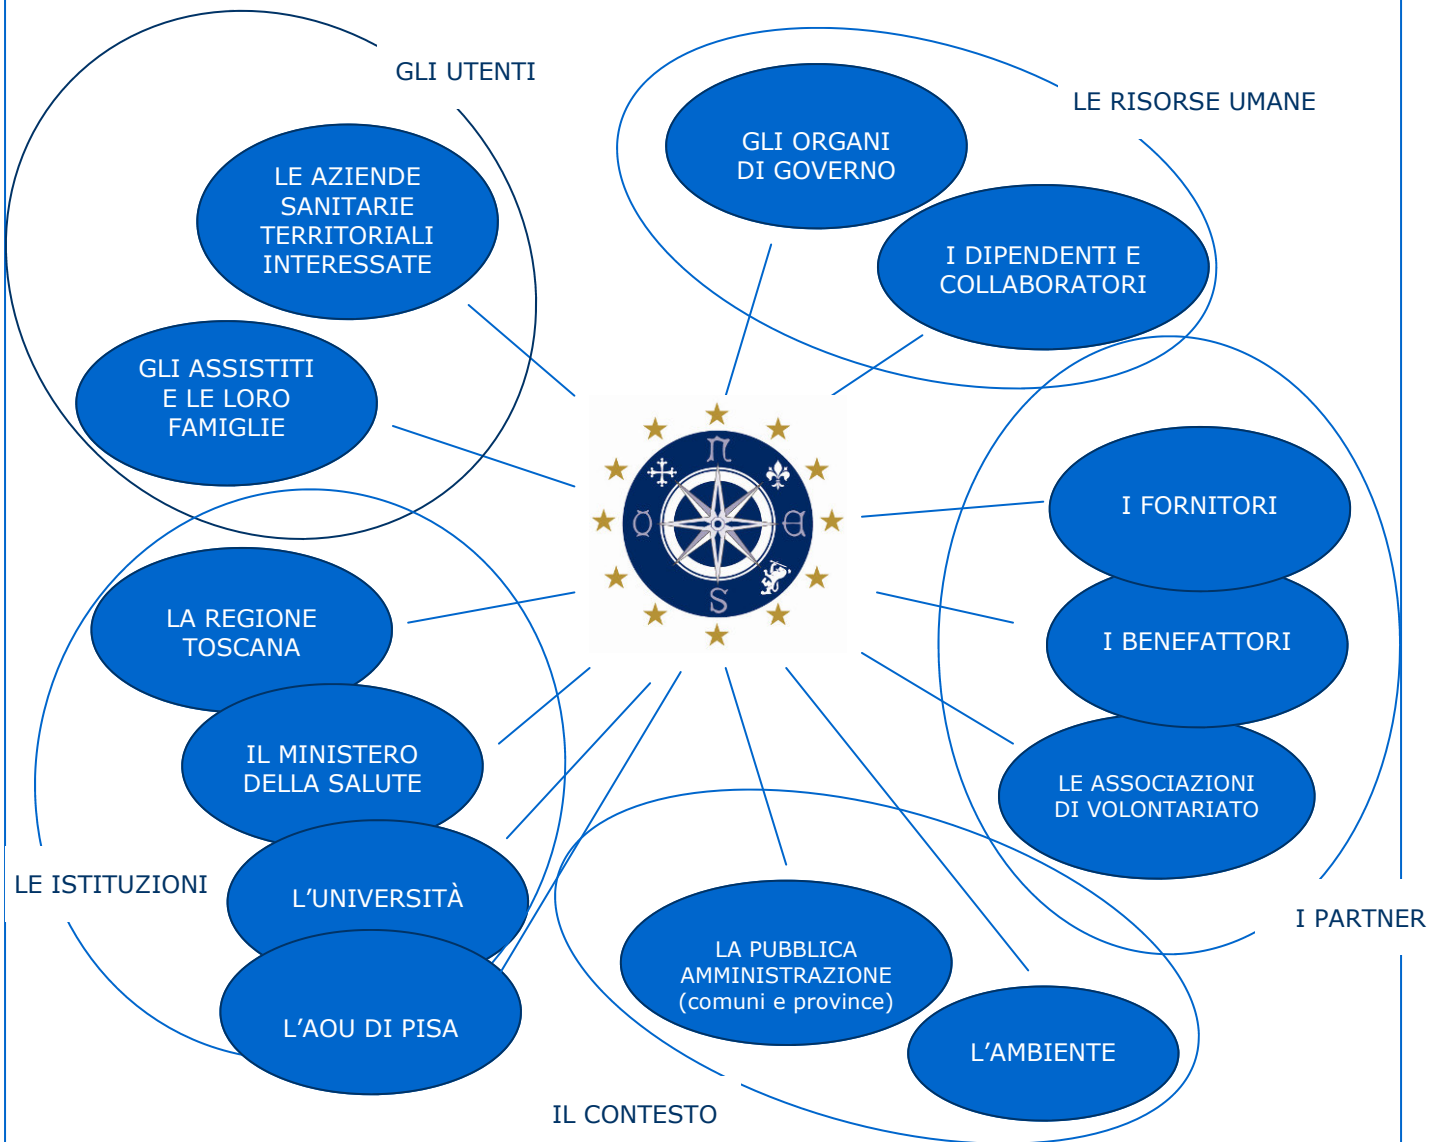 GLI UTENTI
LE AZIENDE
SANITARIE
TERRITORIALI
INTERESSATE
GLI ASSISTITI
E LE LORO
FAMIGLIE
LE RISORSE UMANE
GLI ORGANI
DI GOVERNO
I DIPENDENTI E
COLLABORATORI
N
O
E
S
I FORNITORI
I BENEFATTORI
LE ASSOCIAZIONI
DI VOLONTARIATO
I PARTNER
LA REGIONE
TOSCANA
IL MINISTERO
DELLA SALUTE
LE ISTITUZIONI
L’UNIVERSITÀ
L’AOU DI PISA
LA PUBBLICA
AMMINISTRAZIONE
(comuni e province)
L’AMBIENTE
IL CONTESTO